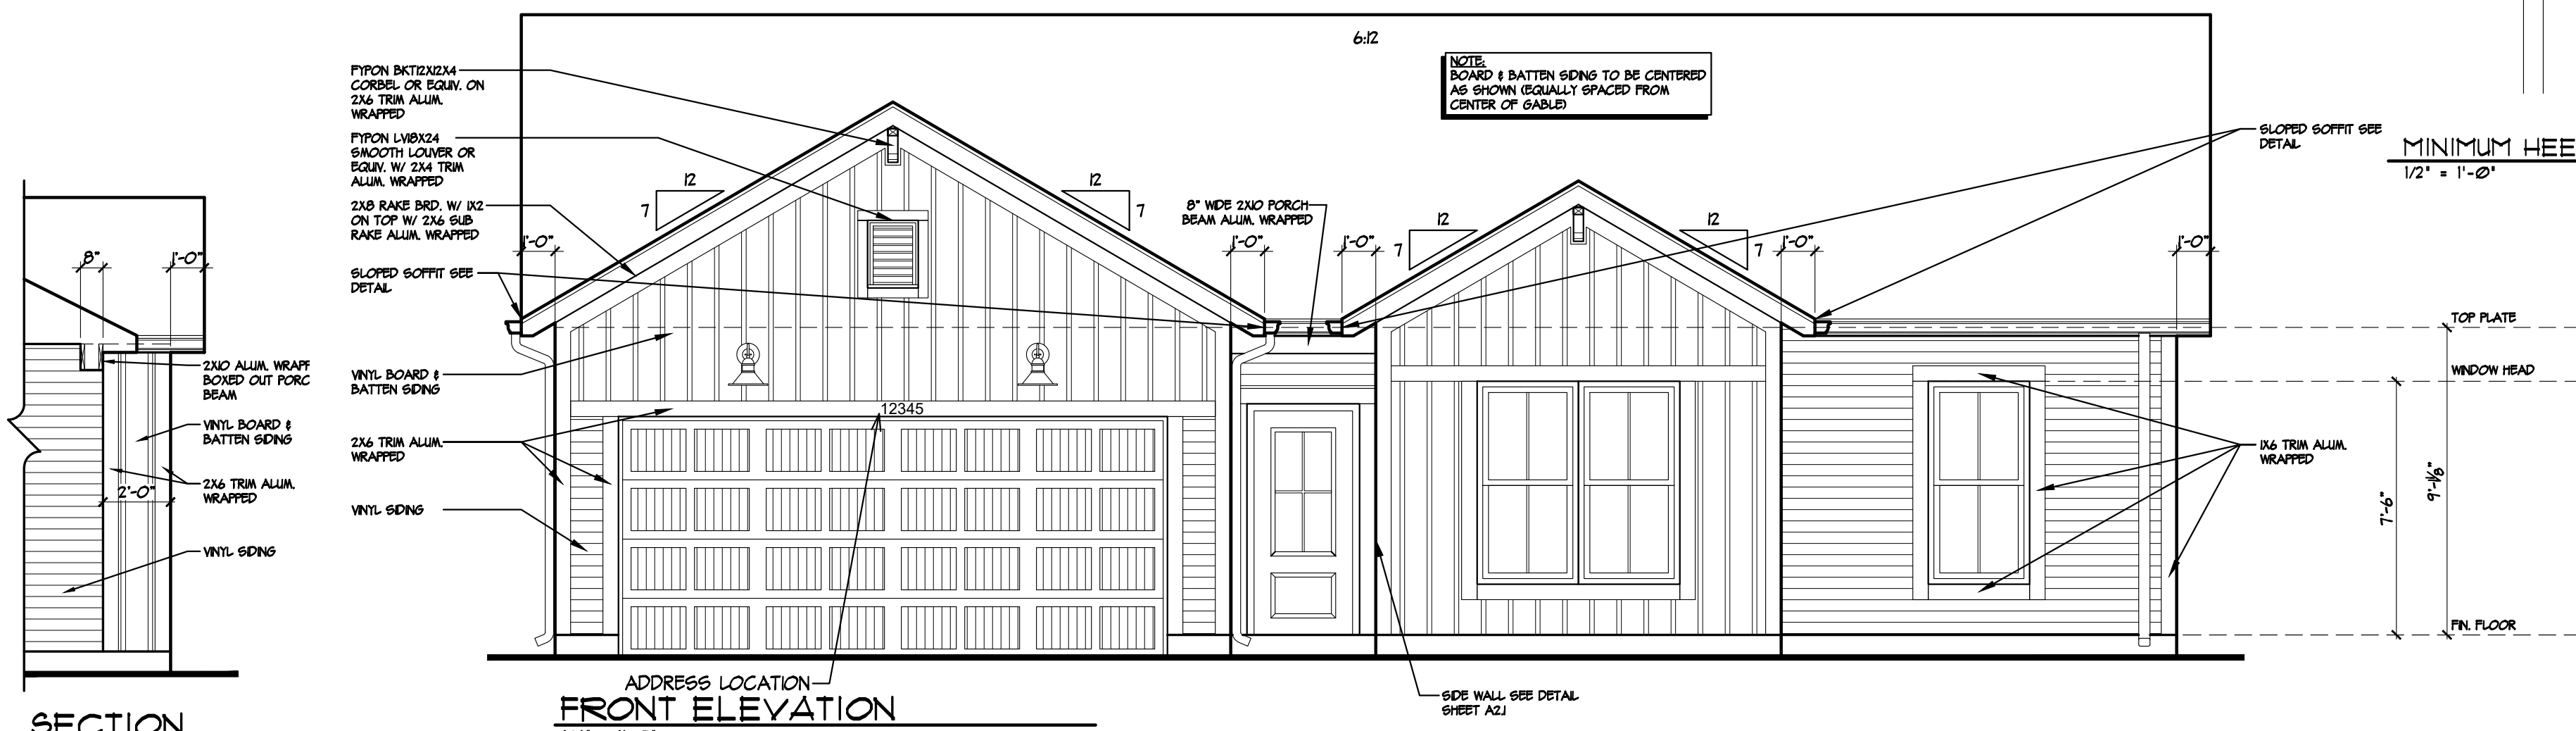 6:12
NOTE:
BOARD & BATTEN SIDING TO BE CENTERED
AS SHOWN (EQUALLY SPACED FROM
CENTER OF GABLE)
FYPON BKT12X12X4
CORBEL OR EQUIV. ON
2X6 TRIM ALUM.
WRAPPED
FYPON LV18X24
SMOOTH LOUVER OR
EQUIV. W/ 2X4 TRIM
ALUM. WRAPPED
2X8 RAKE BRD. W/ 1X2
ON TOP W/ 2X6 SUB
RAKE ALUM. WRAPPED
SLOPED SOFFIT SEE
DETAIL
VINYL BOARD &
BATTEN SIDING
2X6 TRIM ALUM.
WRAPPED
VINYL SIDING
12
7
12
7
8" WIDE 2X10 PORCH
BEAM ALUM. WRAPPED
12
7
12
7
1'-0"
1'-0"
1'-0"
1'-0"
1'-0"
SLOPED SOFFIT SEE
DETAIL
MINIMUM HEE
1/2" = 1'-0"
8"
1'-0"
2X10 ALUM. WRAPP
BOXED OUT PORC
BEAM
VINYL BOARD &
BATTEN SIDING
2X6 TRIM ALUM.
WRAPPED
2'-0"
VINYL SIDING
SECTION
12345
TOP PLATE
WINDOW HEAD
1X6 TRIM ALUM.
WRAPPED
7'-6"
9'-1⅛"
FIN. FLOOR
ADDRESS LOCATION
FRONT ELEVATION
SIDE WALL SEE DETAIL
SHEET A2.1